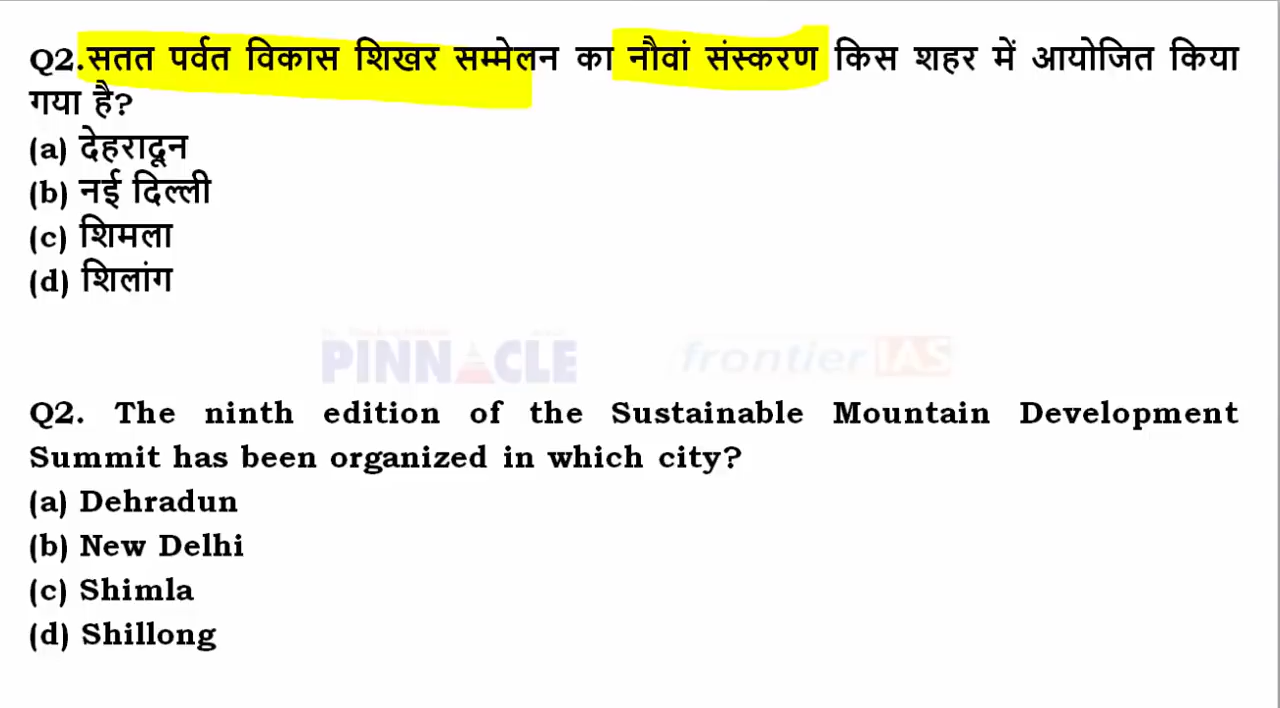 Q2.सतत पर्वत विकास शिखर सम्मेलन का नौवां संस्करण किस शहर में आयोजित किया
गया है?
(a) देहरादून
(b) नई दिल्ली
(c) शिमला
(d) शिलांग
PINNACLE frontier IAS
Q2. The ninth edition of the Sustainable Mountain Development
Summit has been organized in which city?
(a) Dehradun
(b) New Delhi
(c) Shimla
(d) Shillong